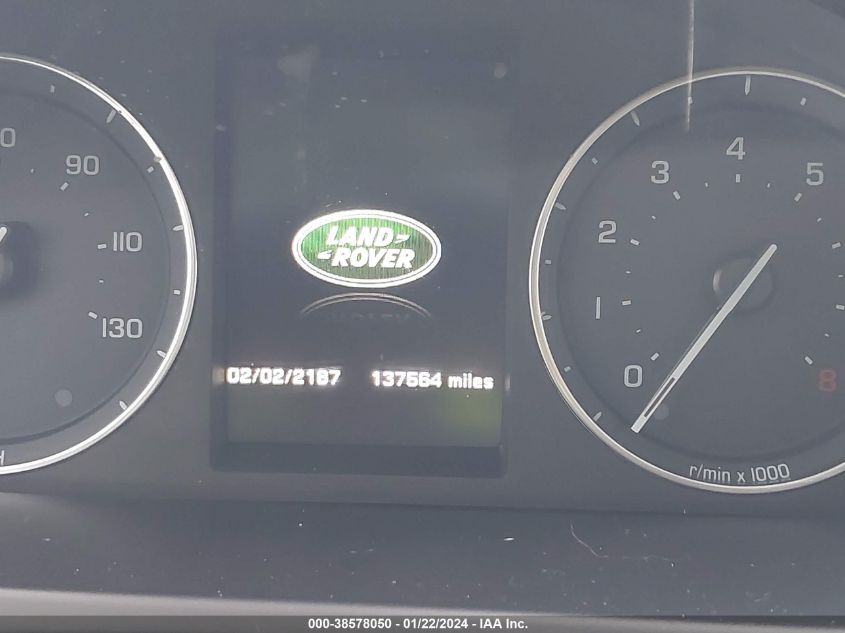 90
110
130
LAND
ROVER
02/02/2187
137564 miles
0
1
2
3
4
5
8
r/min x 1000
000-38578050 - 01/22/2024 - IAA Inc.